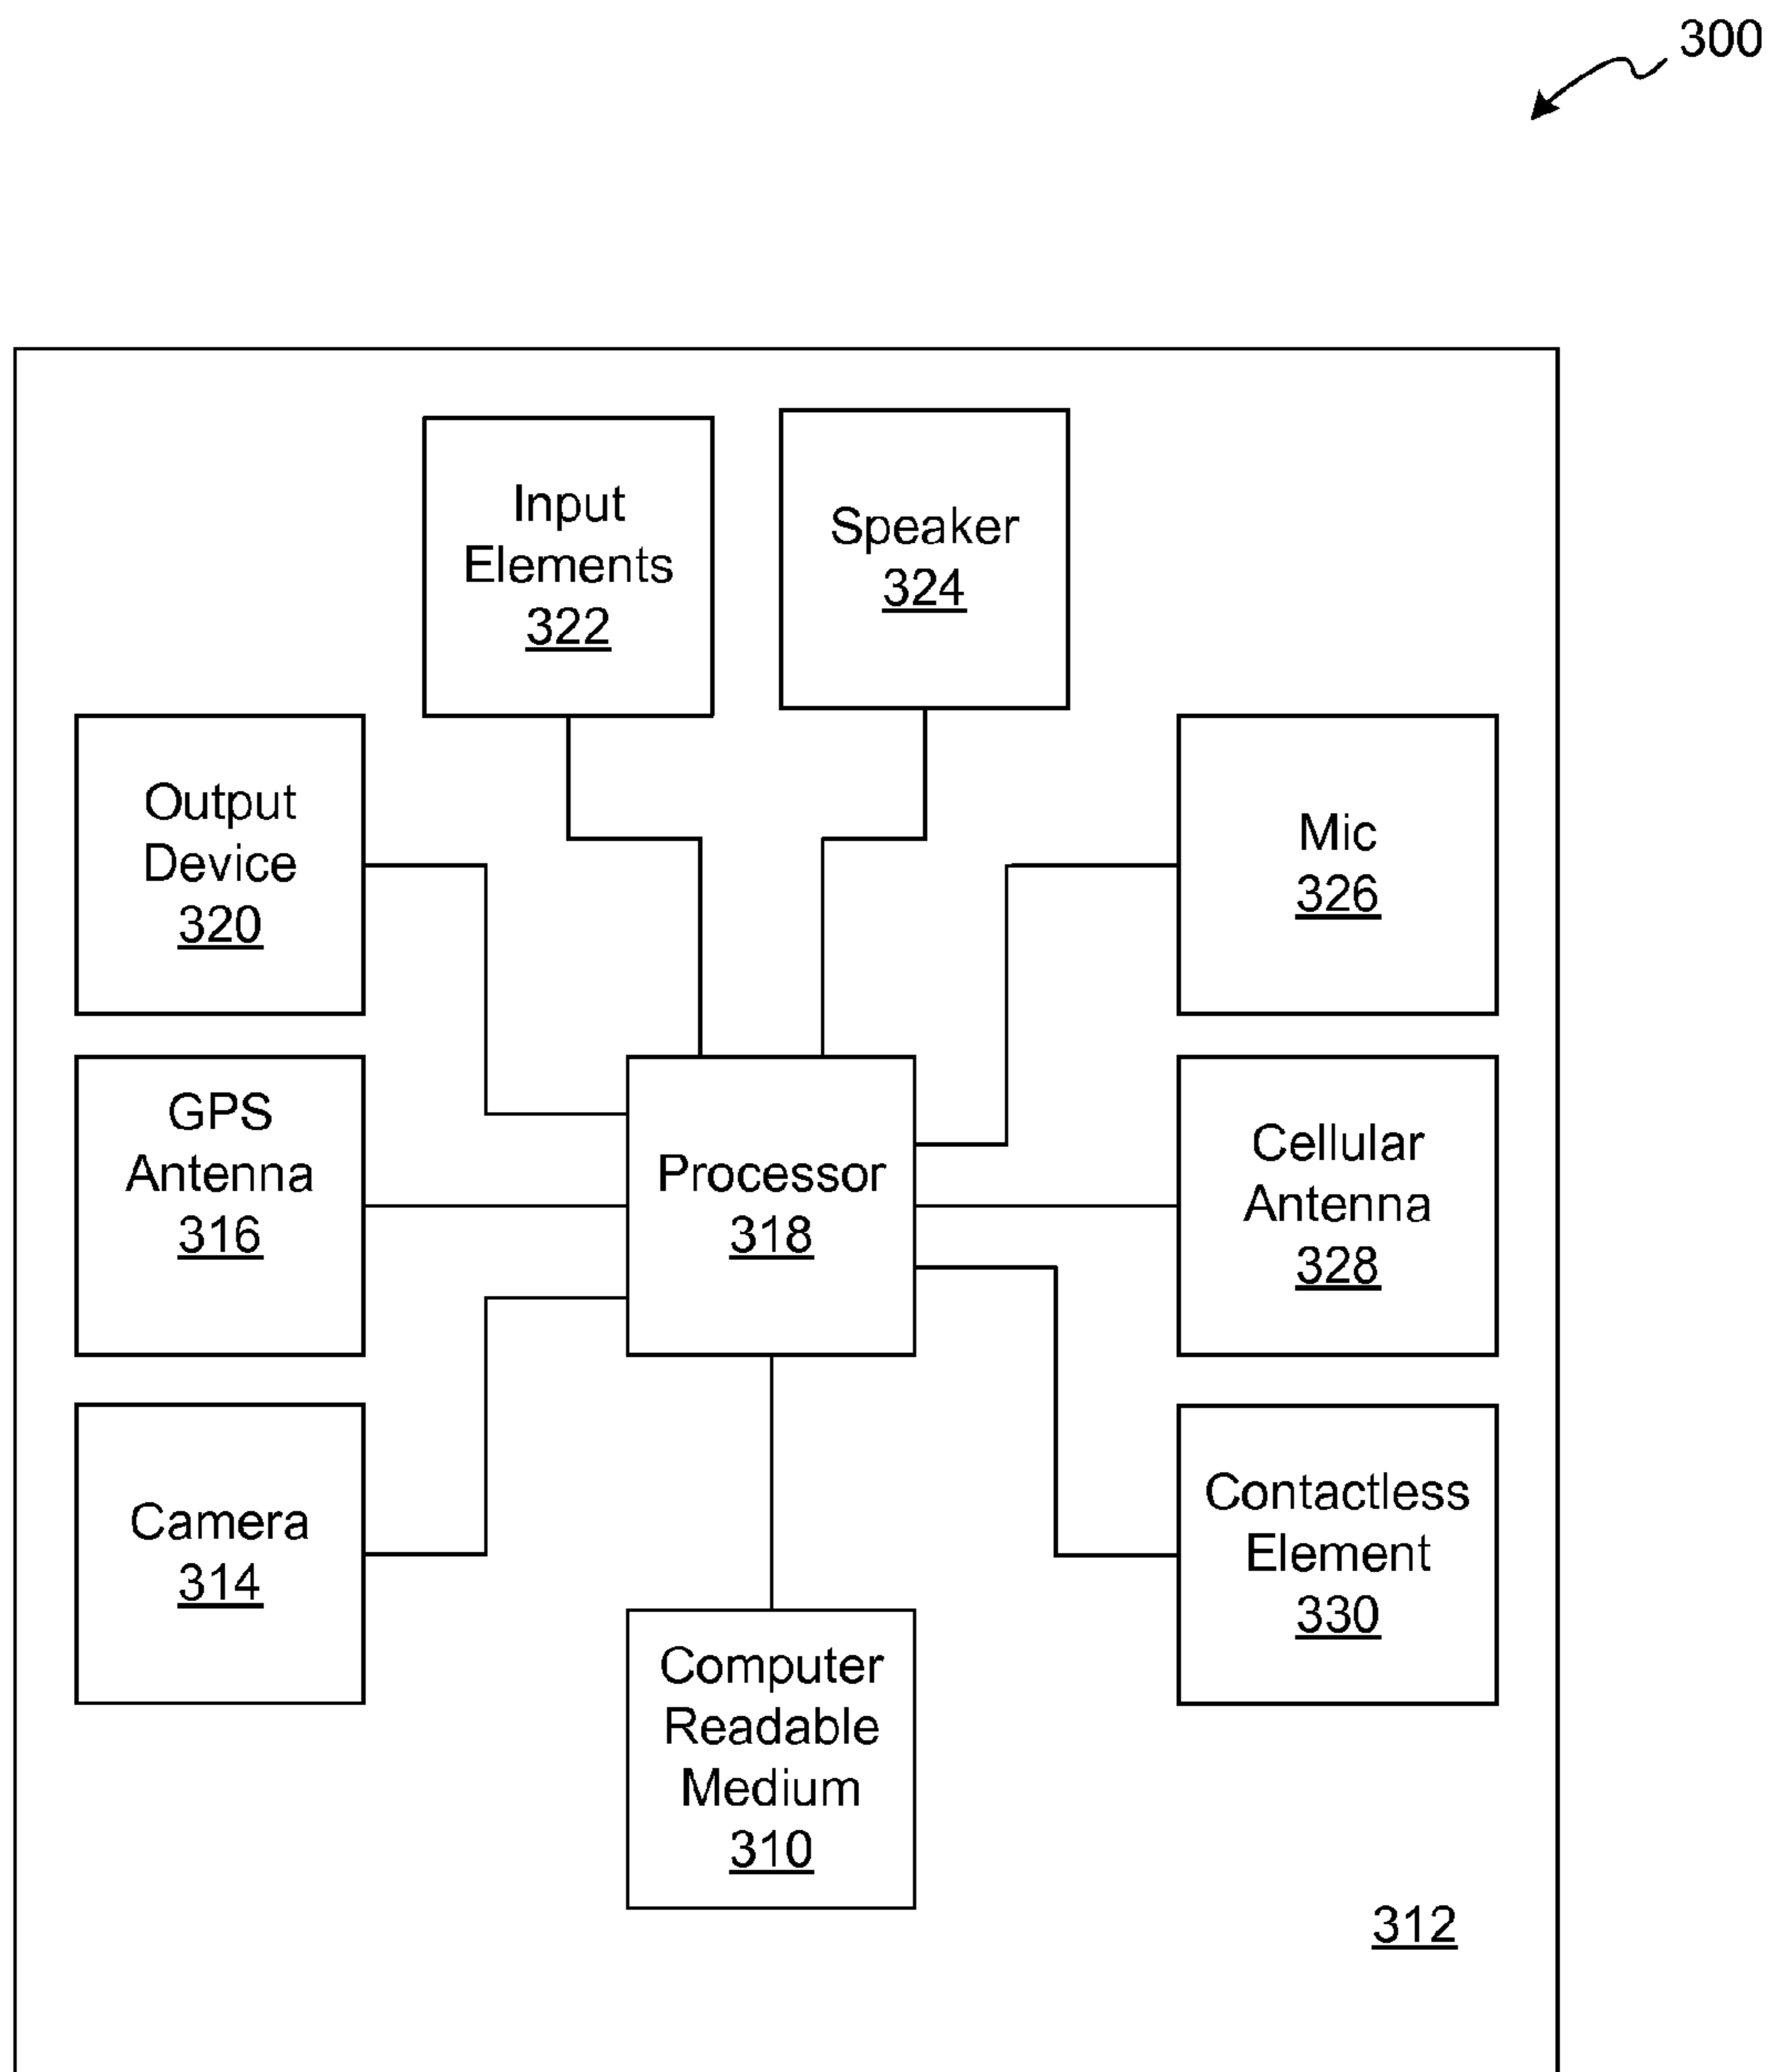 300
Input
Elements
322
Speaker
324
Output
Device
320
Mic
326
GPS
Antenna
316
Processor
318
Cellular
Antenna
328
Camera
314
Contactless
Element
330
Computer
Readable
Medium
310
312